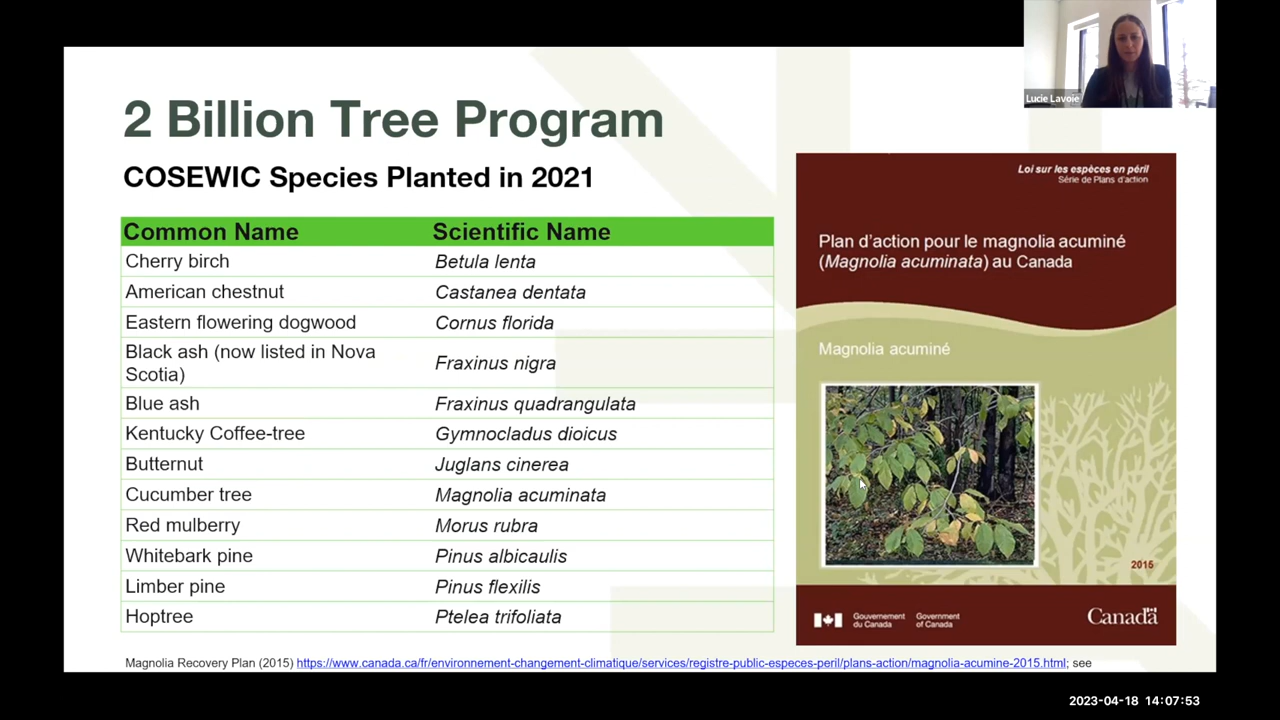 Lucie Lavoie
2 Billion Tree Program
COSEWIC Species Planted in 2021
Common Name Scientific Name
Cherry birch Betula lenta
American chestnut Castanea dentata
Eastern flowering dogwood Cornus florida
Black ash (now listed in Nova
Scotia) Fraxinus nigra
Blue ash Fraxinus quadrangulata
Kentucky Coffee-tree Gymnocladus dioicus
Butternut Juglans cinerea
Cucumber tree Magnolia acuminata
Red mulberry Morus rubra
Whitebark pine Pinus albicaulis
Limber pine Pinus flexilis
Hoptree Ptelea trifoliata
Loi sur les espèces en péril
Série de Plans d'action
Plan d'action pour le magnolia acuminé
(Magnolia acuminata) au Canada
Magnolia acuminé
2015
Gouvernement
du Canada
Government
of Canada
Canada
Magnolia Recovery Plan (2015) https://www.canada.ca/fr/environnement-changement-climatique/services/registre-public-especes-peril/plans-action/magnolia-acumine-2015.html; see
2023-04-18 14:07:53